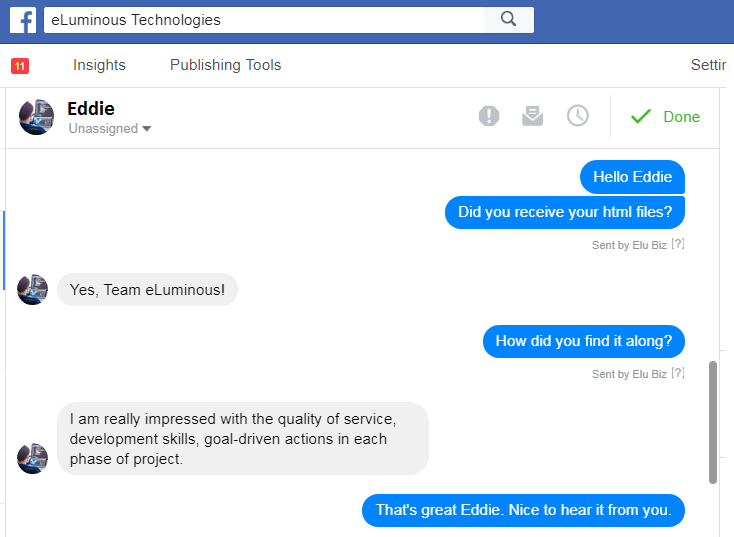 f eLuminous Technologies
11 Insights Publishing Tools
Eddie
Unassigned
Done
Hello Eddie
Did you receive your html files?
Sent by Elu Biz [?]
Yes, Team eLuminous!
How did you find it along?
Sent by Elu Biz [?]
I am really impressed with the quality of service,
development skills, goal-driven actions in each
phase of project.
That's great Eddie. Nice to hear it from you.